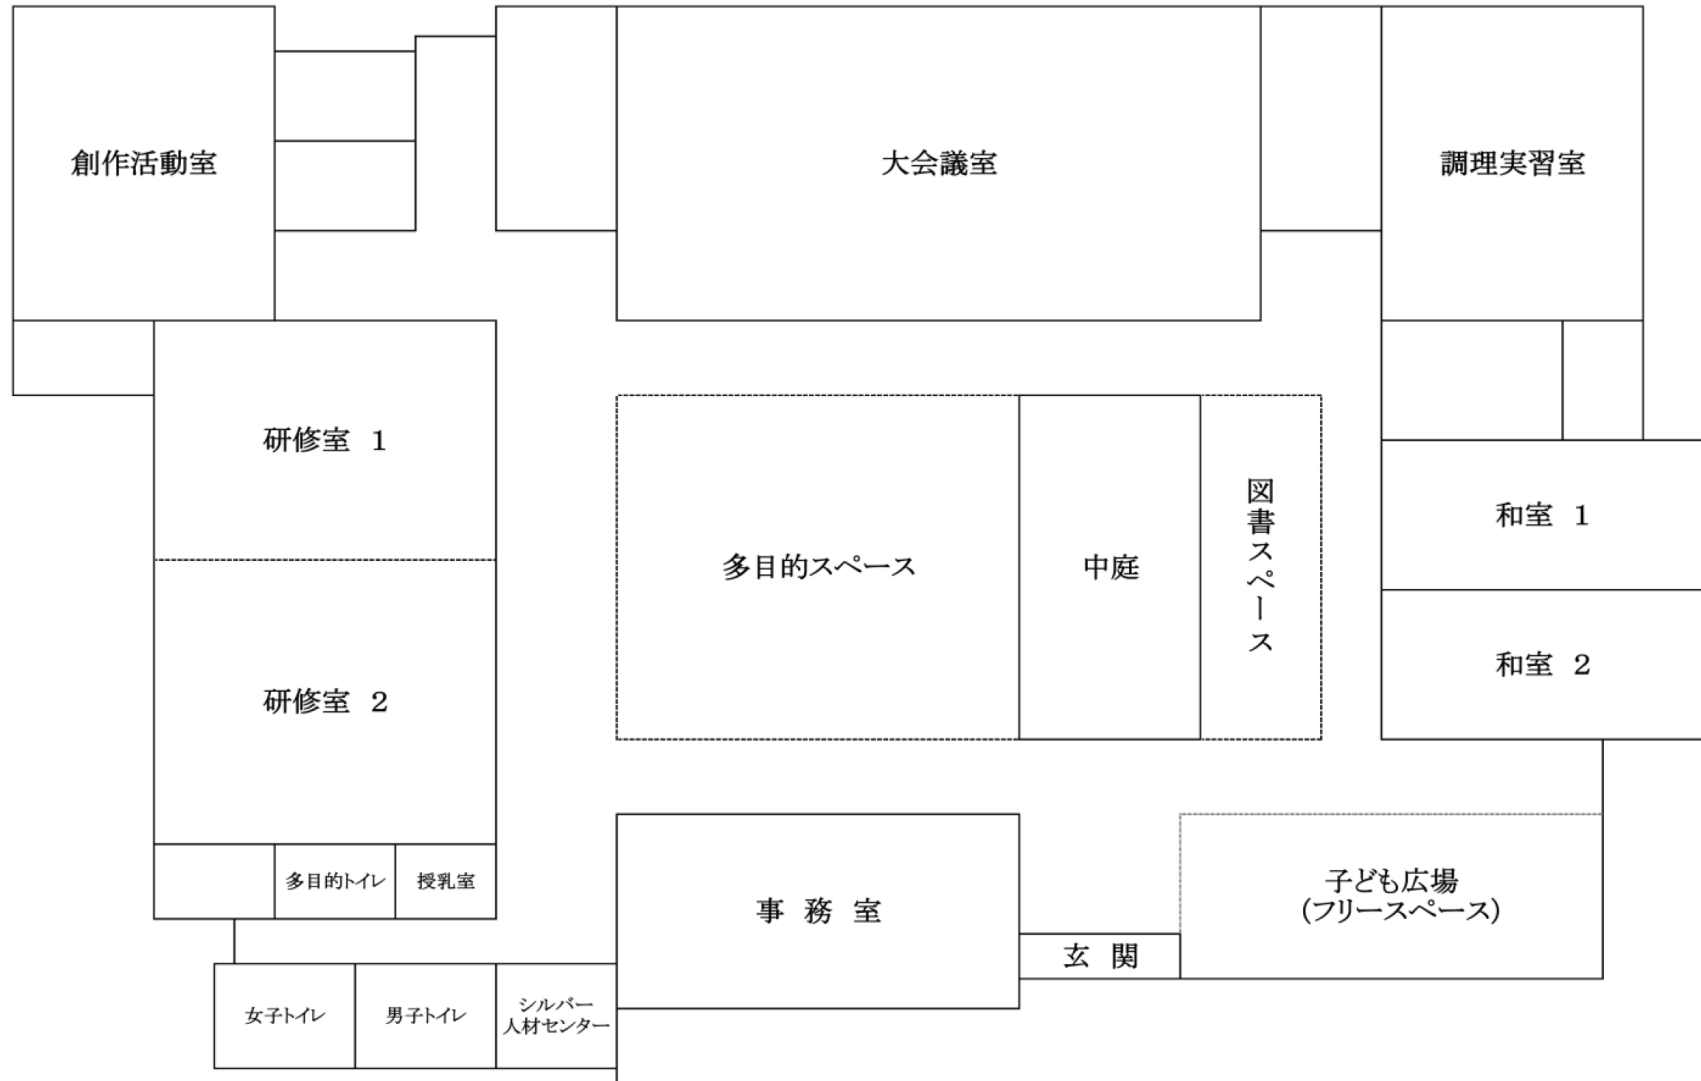 創作活動室
大会議室
調理実習室
研修室　1
多目的スペース
中庭
図書スペース
和室　1
和室　2
研修室　2
多目的トイレ
授乳室
事　務　室
子ども広場
(フリースペース)
玄　関
女子トイレ
男子トイレ
シルバー
人材センター